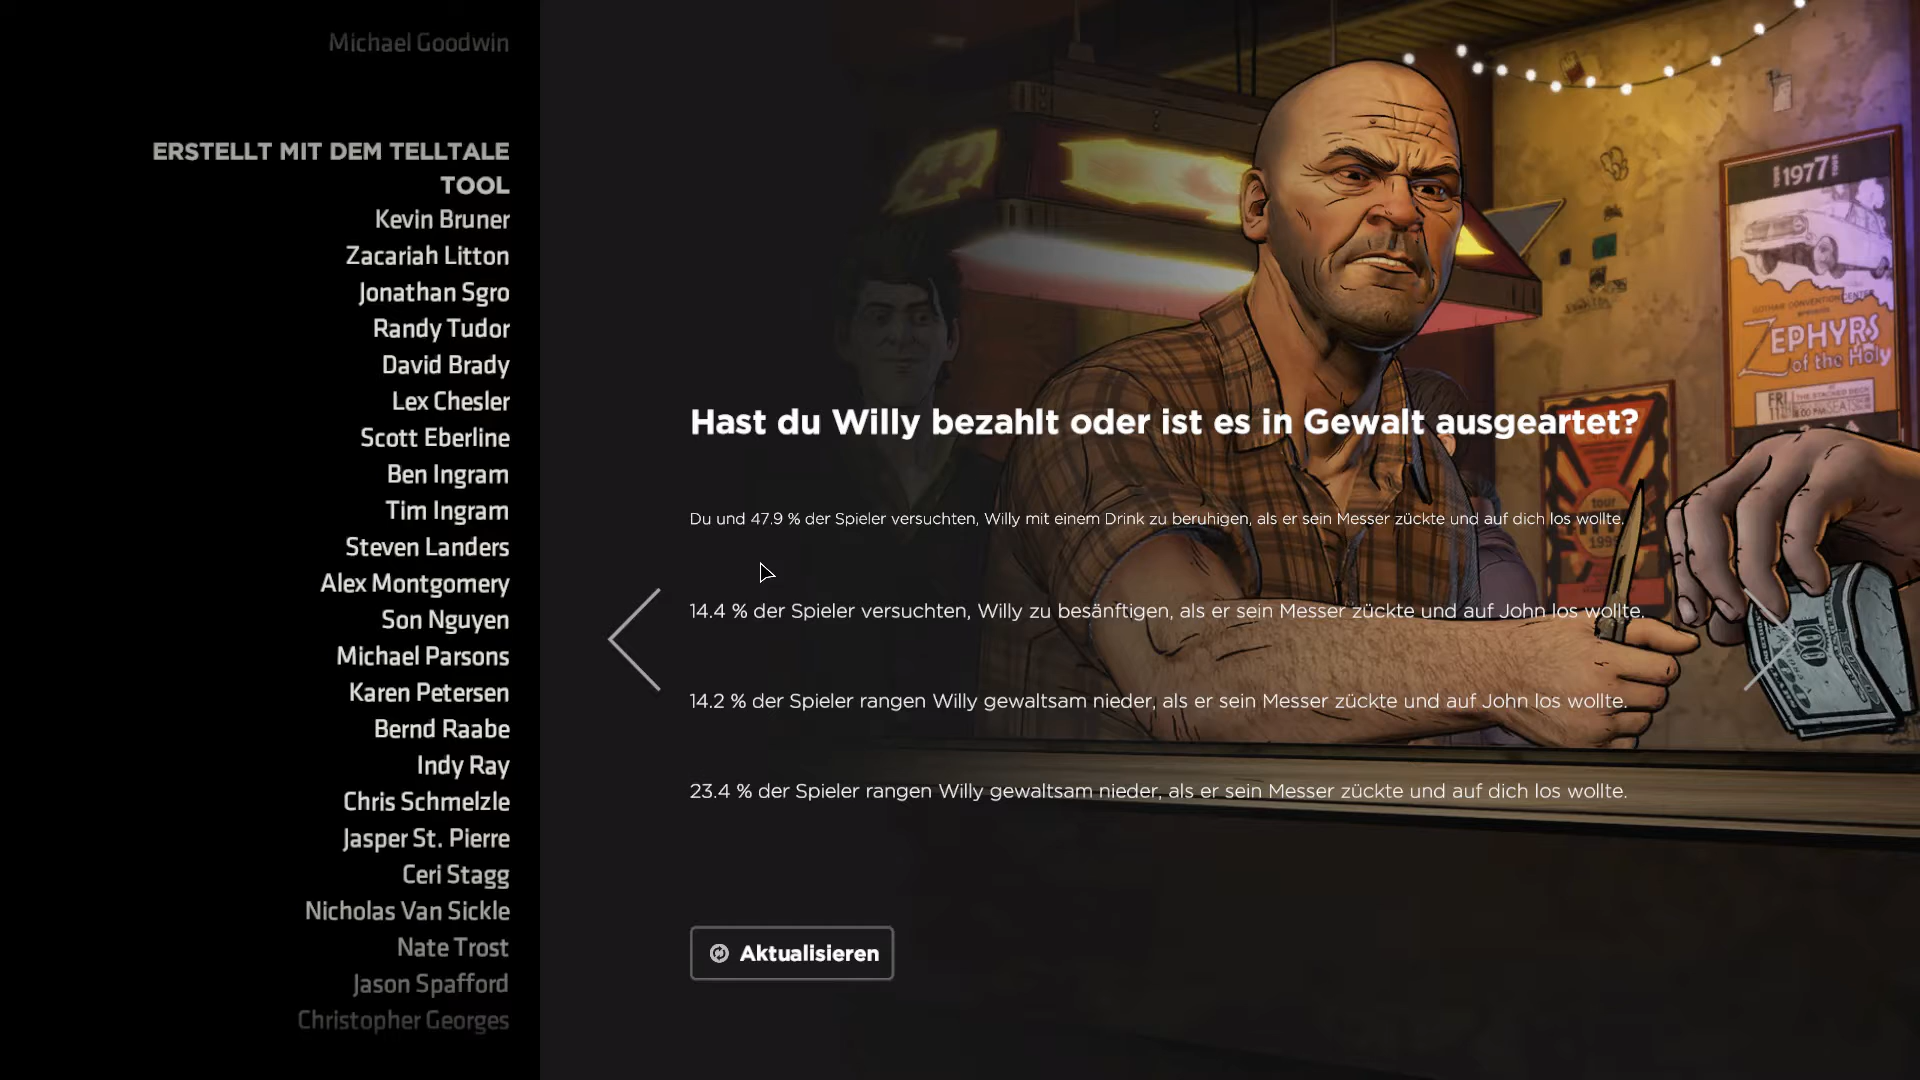 Michael Goodwin
ERSTELLT MIT DEM TELLTALE
TOOL
Kevin Bruner
Zacariah Litton
Jonathan Sgro
Randy Tudor
David Brady
Lex Chesler
Scott Eberline
Ben Ingram
Tim Ingram
Steven Landers
Alex Montgomery
Son Nguyen
Michael Parsons
Karen Petersen
Bernd Raabe
Indy Ray
Chris Schmelzle
Jasper St. Pierre
Ceri Stagg
Nicholas Van Sickle
Nate Trost
Jason Spafford
Christopher Georges
Hast du Willy bezahlt oder ist es in Gewalt ausgeartet?
Du und 47.9 % der Spieler versuchten, Willy mit einem Drink zu beruhigen, als er sein Messer zückte und auf dich los wollte.
14.4 % der Spieler versuchten, Willy zu besänftigen, als er sein Messer zückte und auf John los wollte.
14.2 % der Spieler rangen Willy gewaltsam nieder, als er sein Messer zückte und auf John los wollte.
23.4 % der Spieler rangen Willy gewaltsam nieder, als er sein Messer zückte und auf dich los wollte.
Aktualisieren
1977
GOTHAM CONVENTION CENTER
ZEPHYRS
of the Holy
FRI
tour
100